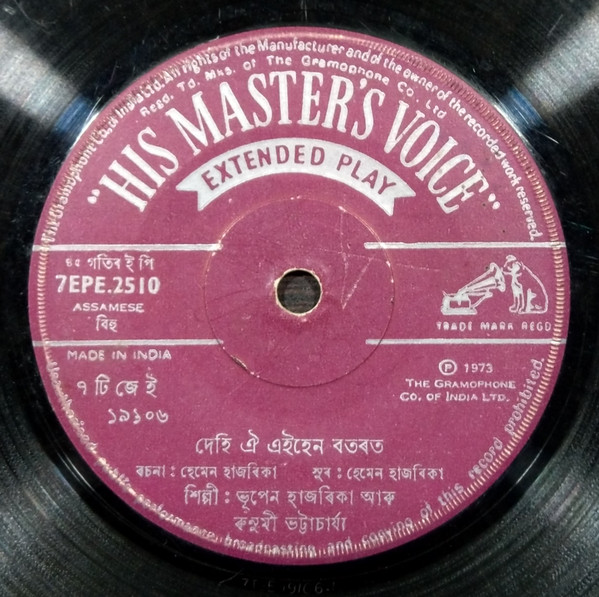 The Gramophone Co. of India Ltd. All rights of the Manufacturer and of the owner of the recorded work reserved.
Regd. Td. Mks. of The Gramophone Co. Ltd
"HIS MASTER'S VOICE"
EXTENDED PLAY
৪৫ গতিৰ ই পি
7EPE.2510
ASSAMESE
বিহু
MADE IN INDIA
TRADE MARK REGD
৭ টি জে ই
১৯১০৬
Ⓟ 1973
THE GRAMOPHONE
CO. OF INDIA LTD.
দেহি ঐ এইহেন বতৰত
ৰচনা : হেমেন হাজৰিকা সুৰ : হেমেন হাজৰিকা
শিল্পী : ভূপেন হাজৰিকা আৰু
ৰুনুমী ভট্টাচাৰ্য্যা
public performance broadcasting and copying of this record prohibited.